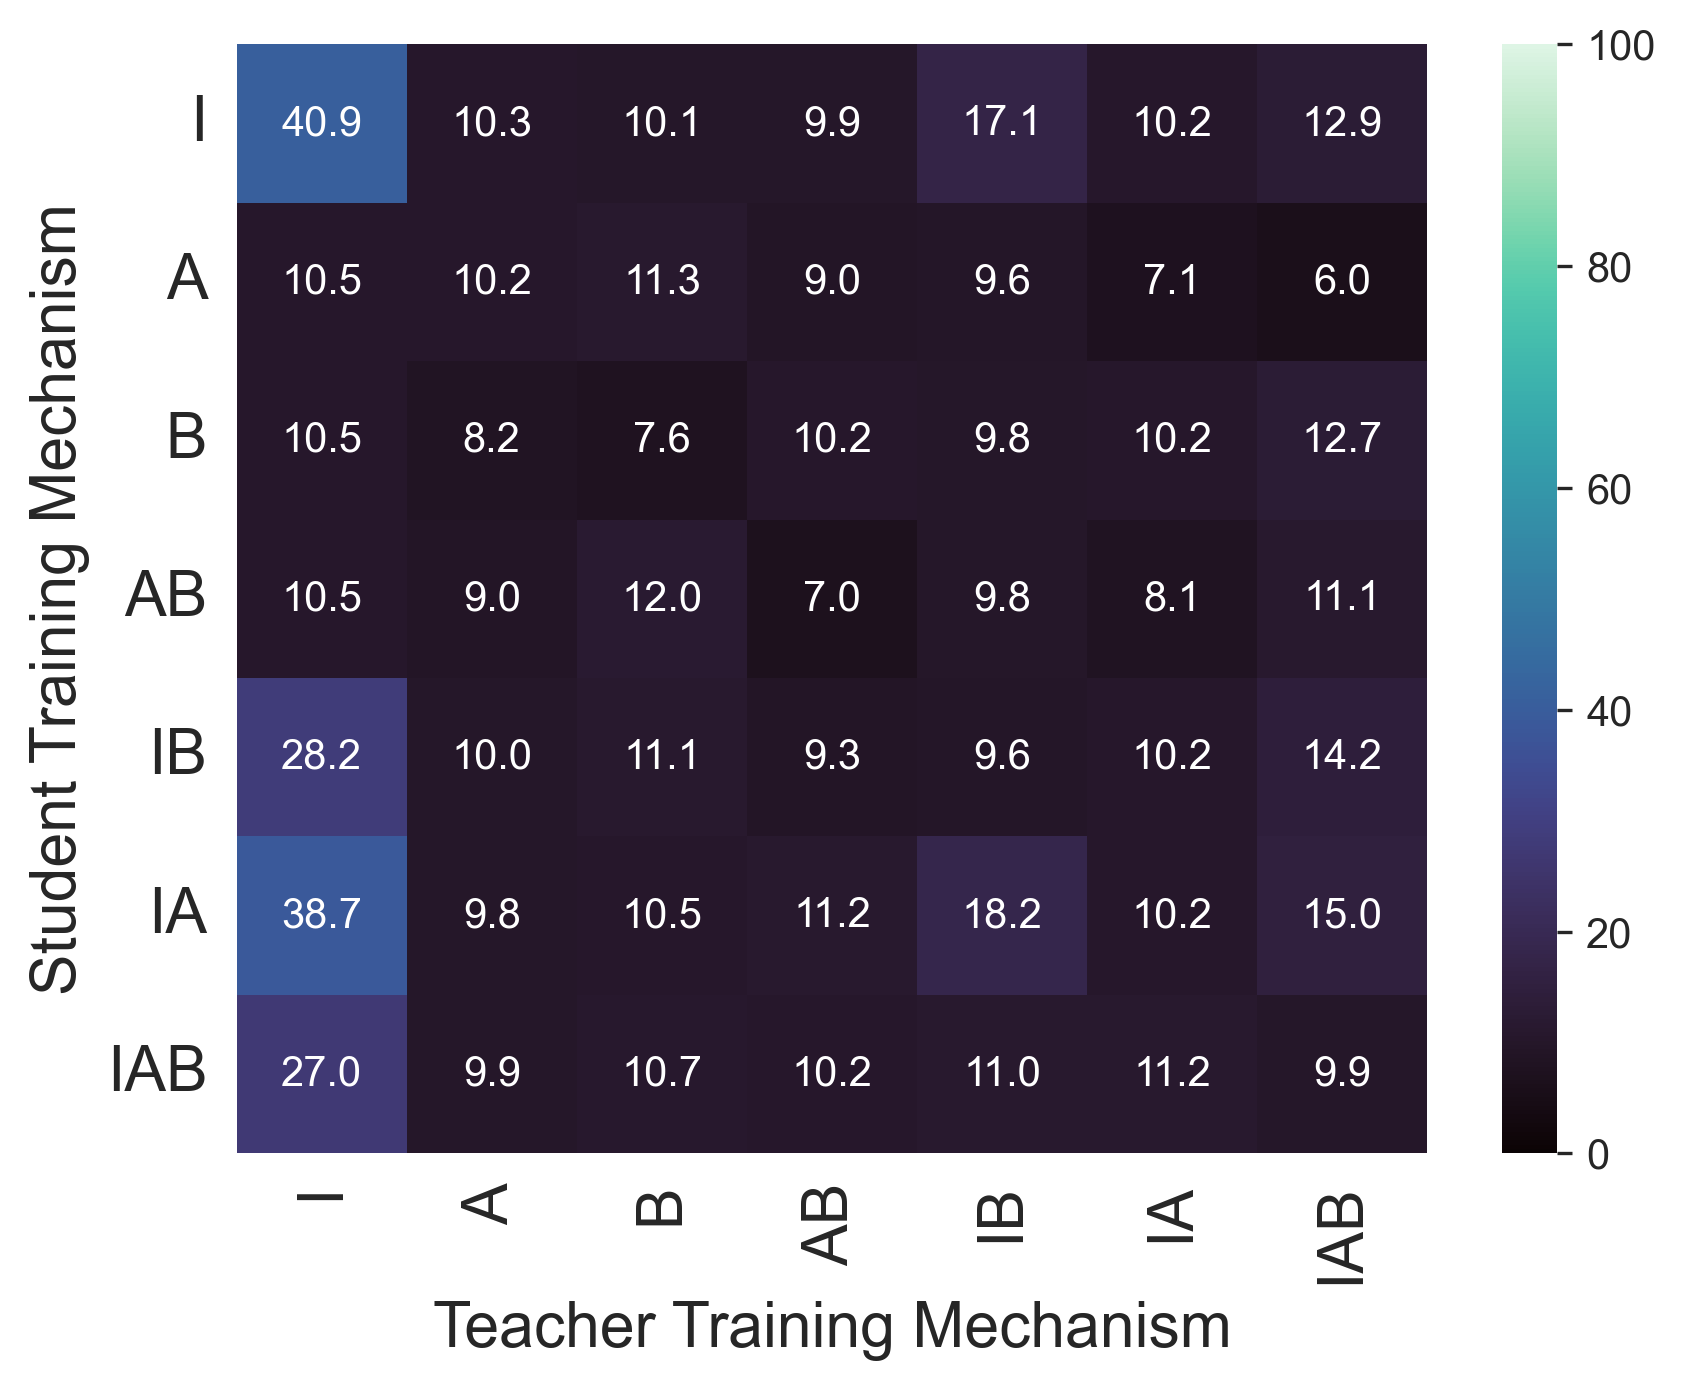 Student Training Mechanism
I 40.9 10.3 10.1 9.9 17.1 10.2 12.9
A 10.5 10.2 11.3 9.0 9.6 7.1 6.0
B 10.5 8.2 7.6 10.2 9.8 10.2 12.7
AB 10.5 9.0 12.0 7.0 9.8 8.1 11.1
IB 28.2 10.0 11.1 9.3 9.6 10.2 14.2
IA 38.7 9.8 10.5 11.2 18.2 10.2 15.0
IAB 27.0 9.9 10.7 10.2 11.0 11.2 9.9
I A B AB IB IA IAB
Teacher Training Mechanism
100
80
60
40
20
0